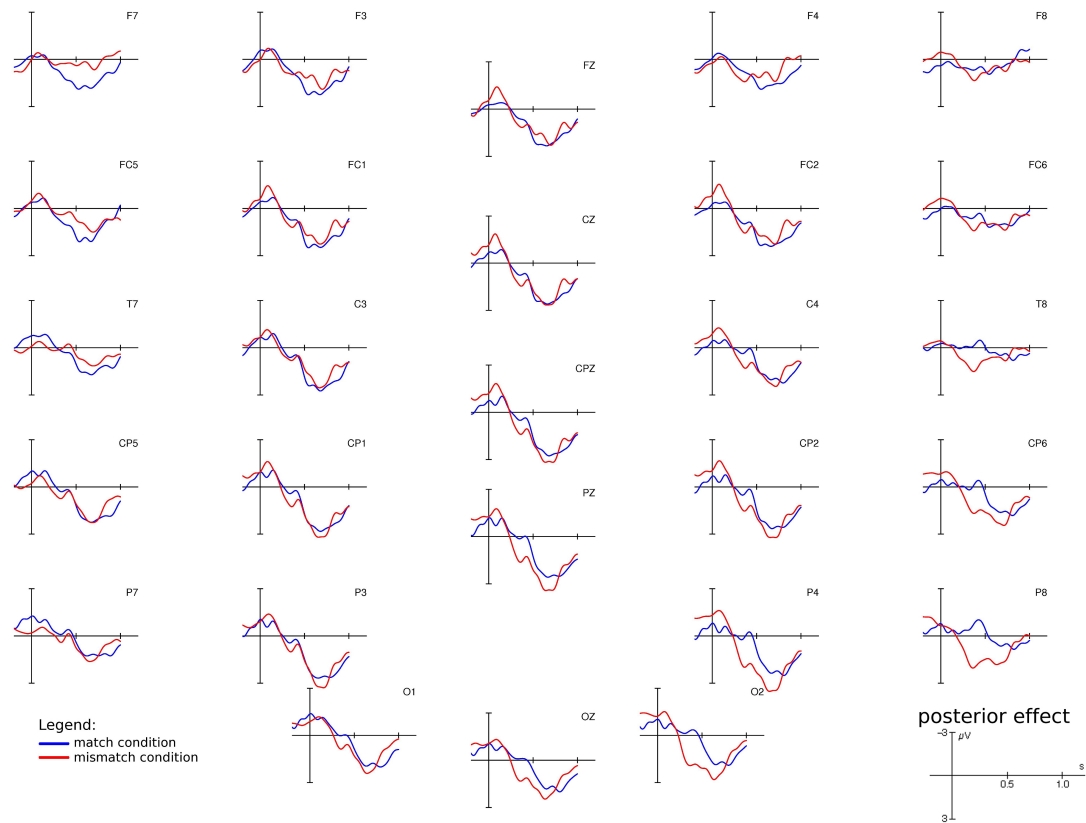 F7
F3
F4
F8
FZ
FC5
FC1
FC2
FC6
CZ
T7
C3
C4
T8
CPZ
CP5
CP1
CP2
CP6
PZ
P7
P3
P4
P8
O1
O2
OZ
Legend:
match condition
mismatch condition
posterior effect
-3
µV
s
0.5 1.0
3